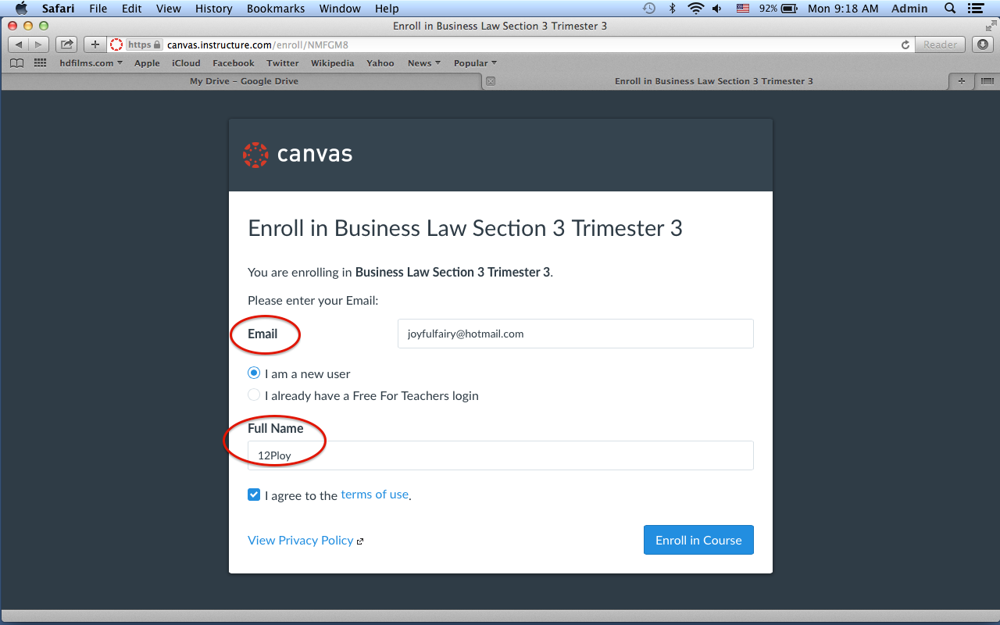 Safari File Edit View History Bookmarks Window Help 92% Mon 9:18 AM Admin
Enroll in Business Law Section 3 Trimester 3
https canvas.instructure.com/enroll/NMFGM8 Reader
hdfilms.com Apple iCloud Facebook Twitter Wikipedia Yahoo News Popular
My Drive – Google Drive Enroll in Business Law Section 3 Trimester 3
canvas
Enroll in Business Law Section 3 Trimester 3
You are enrolling in Business Law Section 3 Trimester 3.
Please enter your Email:
Email joyfulfairy@hotmail.com
I am a new user
I already have a Free For Teachers login
Full Name
12Ploy
I agree to the terms of use.
View Privacy Policy Enroll in Course